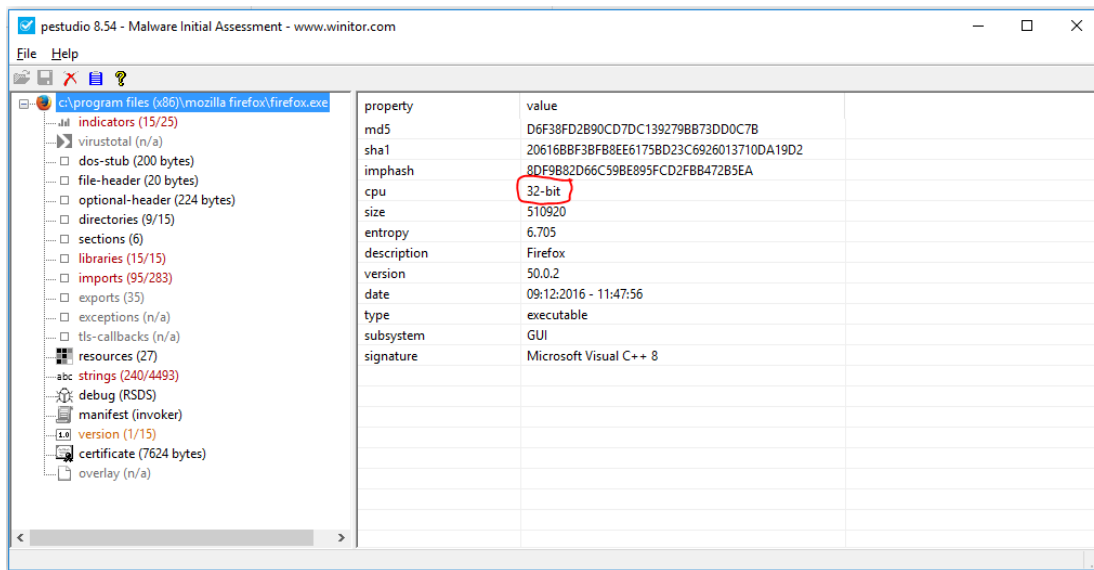 pestudio 8.54 - Malware Initial Assessment - www.winitor.com
File Help
c:\program files (x86)\mozilla firefox\firefox.exe
indicators (15/25)
virustotal (n/a)
dos-stub (200 bytes)
file-header (20 bytes)
optional-header (224 bytes)
directories (9/15)
sections (6)
libraries (15/15)
imports (95/283)
exports (35)
exceptions (n/a)
tls-callbacks (n/a)
resources (27)
abc strings (240/4493)
debug (RSDS)
manifest (invoker)
1.0 version (1/15)
certificate (7624 bytes)
overlay (n/a)
property value
md5 D6F38FD2B90CD7DC139279BB73DD0C7B
sha1 20616BBF3BFB8EE6175BD23C6926013710DA19D2
imphash 8DF9B82D66C59BE895FCD2FBB472B5EA
cpu 32-bit
size 510920
entropy 6.705
description Firefox
version 50.0.2
date 09:12:2016 - 11:47:56
type executable
subsystem GUI
signature Microsoft Visual C++ 8